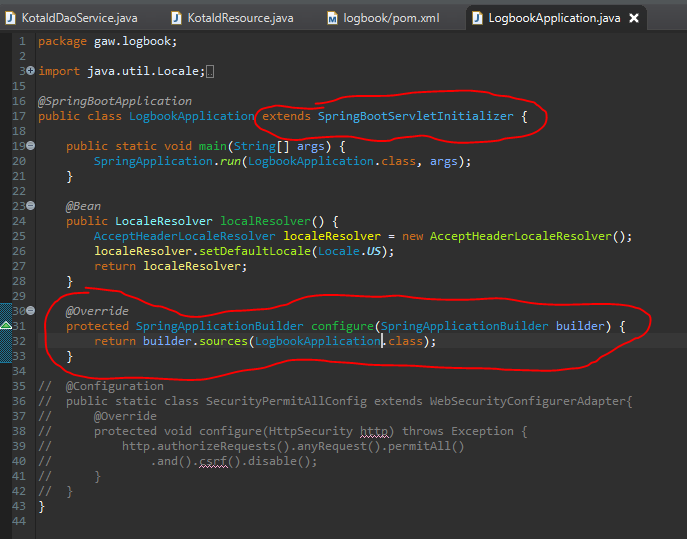 KotaIdDaoService.java KotaIdResource.java logbook/pom.xml LogbookApplication.java
1 package gaw.logbook;
2
3 import java.util.Locale;
15
16 @SpringBootApplication
17 public class LogbookApplication extends SpringBootServletInitializer {
18
19 public static void main(String[] args) {
20 SpringApplication.run(LogbookApplication.class, args);
21 }
22
23 @Bean
24 public LocaleResolver localResolver() {
25 AcceptHeaderLocaleResolver localeResolver = new AcceptHeaderLocaleResolver();
26 localeResolver.setDefaultLocale(Locale.US);
27 return localeResolver;
28 }
29
30 @Override
31 protected SpringApplicationBuilder configure(SpringApplicationBuilder builder) {
32 return builder.sources(LogbookApplication.class);
33 }
34
35 // @Configuration
36 // public static class SecurityPermitAllConfig extends WebSecurityConfigurerAdapter{
37 // @Override
38 // protected void configure(HttpSecurity http) throws Exception {
39 // http.authorizeRequests().anyRequest().permitAll()
40 // .and().csrf().disable();
41 // }
42 // }
43 }
44